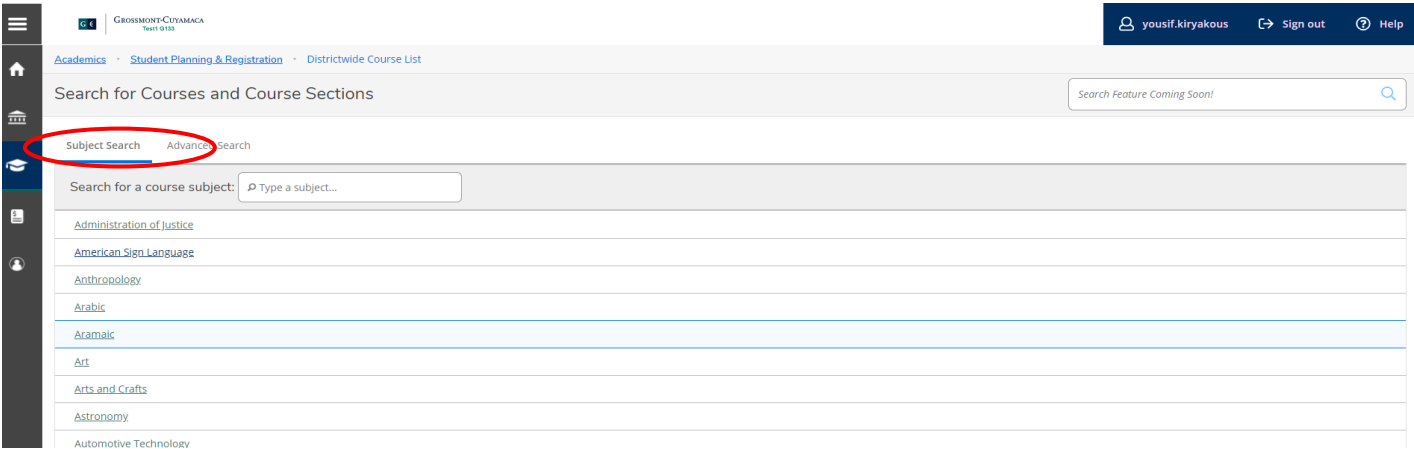 G C GROSSMONT-CUYAMACA
Test1 G133
yousif.kiryakous Sign out Help
Academics · Student Planning & Registration · Districtwide Course List
Search for Courses and Course Sections
Search Feature Coming Soon!
Subject Search Advanced Search
Search for a course subject: Type a subject...
Administration of Justice
American Sign Language
Anthropology
Arabic
Aramaic
Art
Arts and Crafts
Astronomy
Automotive Technology